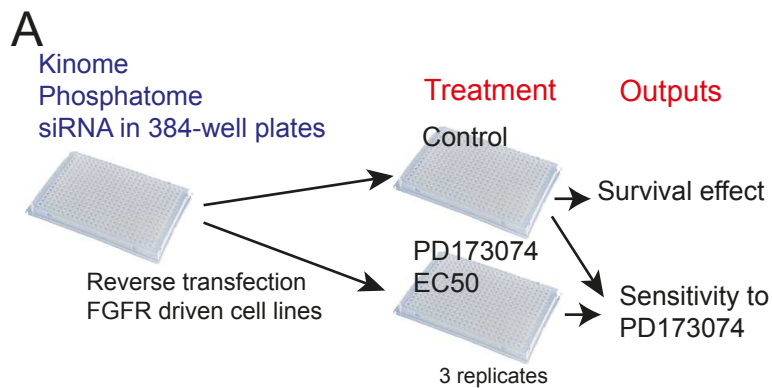 A
Kinome
Phosphatome
siRNA in 384-well plates
Treatment
Outputs
Control
Survival effect
Reverse transfection
FGFR driven cell lines
PD173074
EC50
Sensitivity to
PD173074
3 replicates